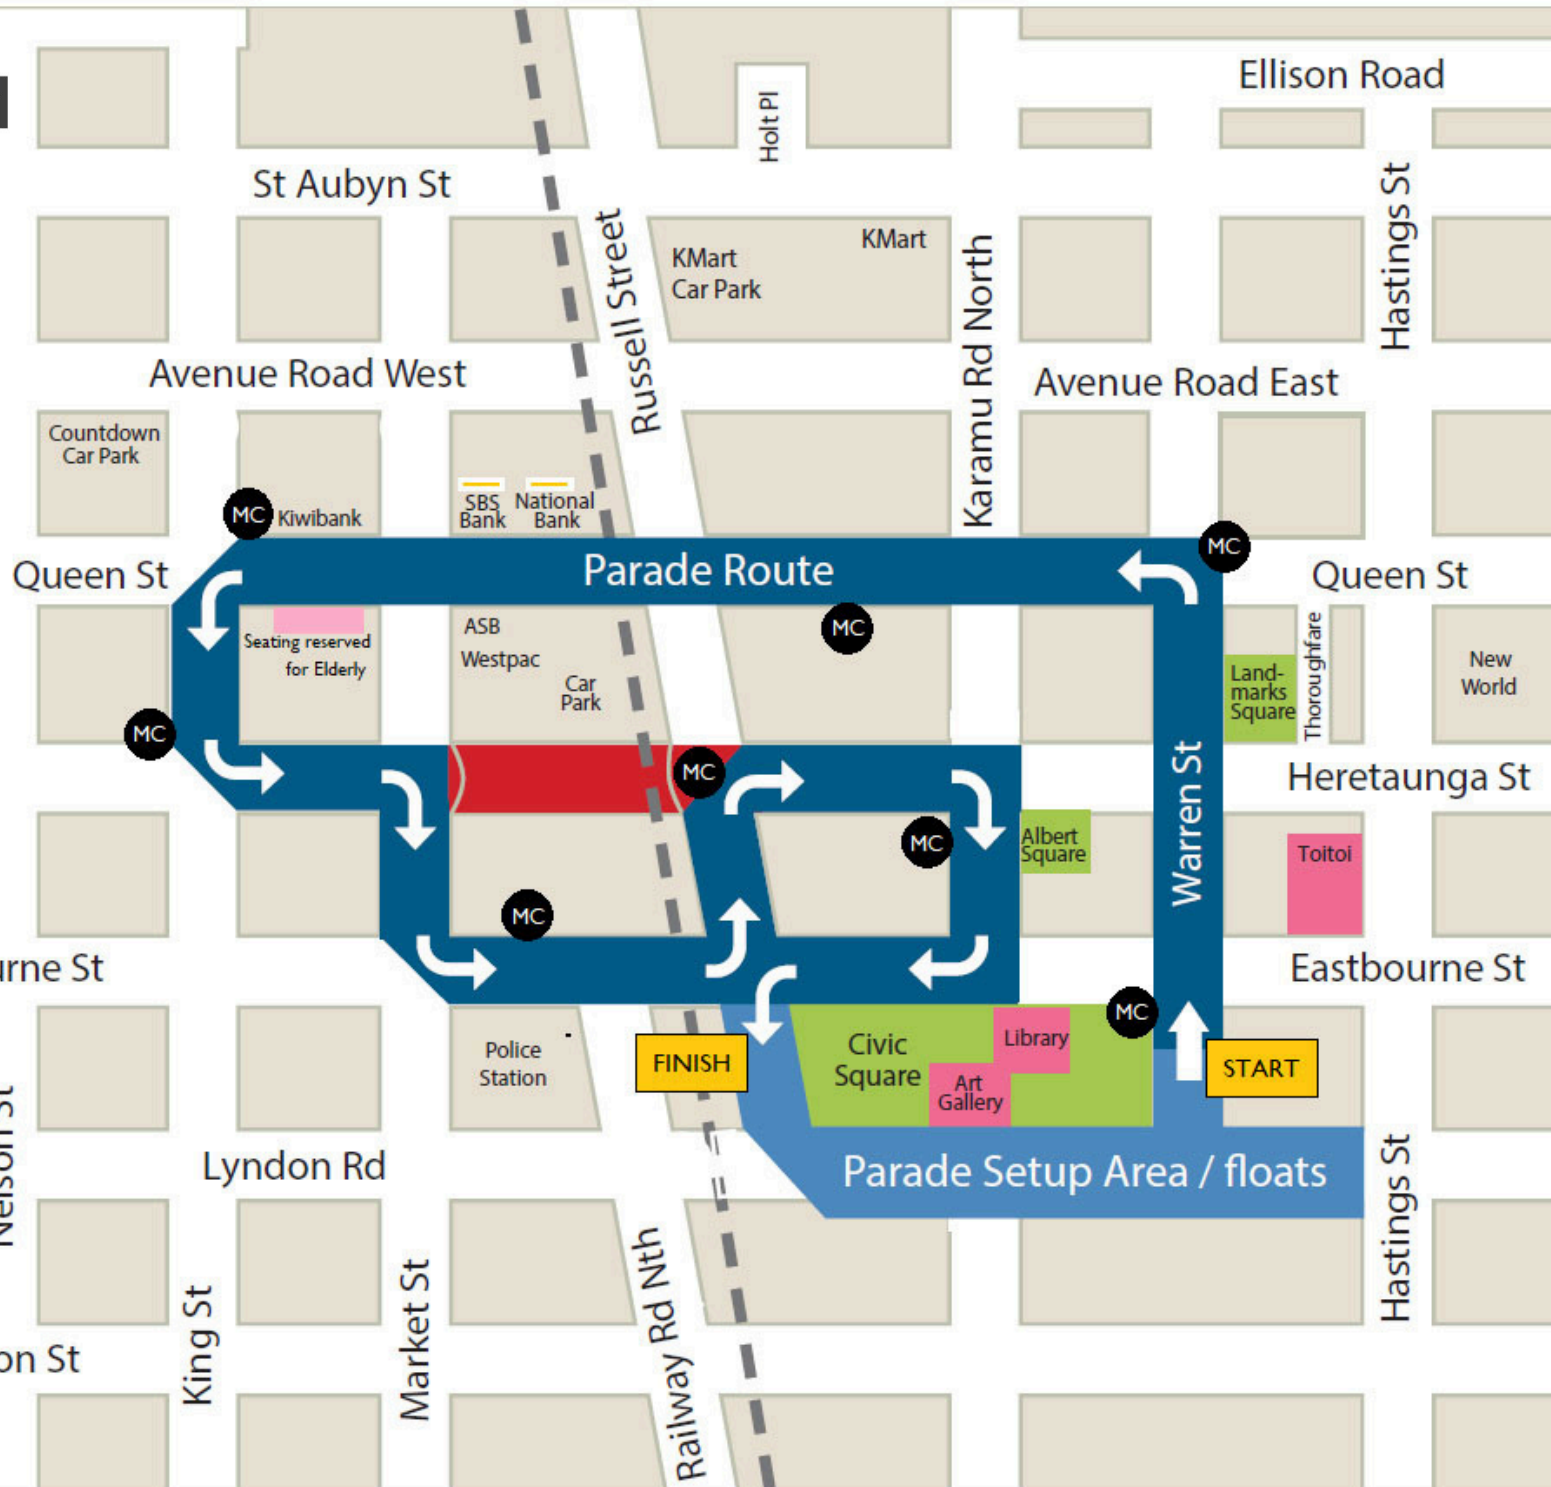 Ellison Road
Holt Pl
St Aubyn St
Hastings St
Russell Street
KMart
KMart
Car Park
Karamu Rd North
Avenue Road West
Avenue Road East
Countdown
Car Park
MC
Kiwibank
SBS
Bank
National
Bank
MC
Queen St
Parade Route
Queen St
Seating reserved
for Elderly
ASB
Westpac
Car
Park
MC
Land-
marks
Square
Thoroughfare
New
World
MC
MC
Heretaunga St
Warren St
MC
Albert
Square
Toitoi
MC
urne St
Eastbourne St
MC
Police
Station
FINISH
Civic
Square
Library
Art
Gallery
START
Nelson St
Lyndon Rd
Parade Setup Area / floats
Hastings St
King St
Market St
Railway Rd Nth
on St